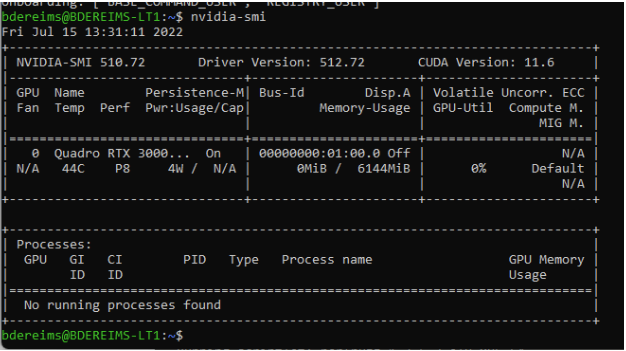 onboarding: ['BASE_COMMAND_USER', 'REGISTRY_USER']
bdereims@BDEREIMS-LT1:~$ nvidia-smi
Fri Jul 15 13:31:11 2022
+-----------------------------------------------------------------------------+
| NVIDIA-SMI 510.72       Driver Version: 512.72       CUDA Version: 11.6     |
|-------------------------------+----------------------+----------------------+
| GPU  Name        Persistence-M| Bus-Id        Disp.A | Volatile Uncorr. ECC |
| Fan  Temp  Perf  Pwr:Usage/Cap|         Memory-Usage | GPU-Util  Compute M. |
|                               |                      |               MIG M. |
|===============================+======================+======================|
|   0  Quadro RTX 3000...  On   | 00000000:01:00.0 Off |                  N/A |
| N/A   44C    P8     4W /  N/A |      0MiB /  6144MiB |      0%      Default |
|                               |                      |                  N/A |
+-------------------------------+----------------------+----------------------+
+-----------------------------------------------------------------------------+
| Processes:                                                                  |
|  GPU   GI   CI        PID   Type   Process name                  GPU Memory |
|        ID   ID                                                   Usage      |
|=============================================================================|
|  No running processes found                                                 |
+-----------------------------------------------------------------------------+
bdereims@BDEREIMS-LT1:~$